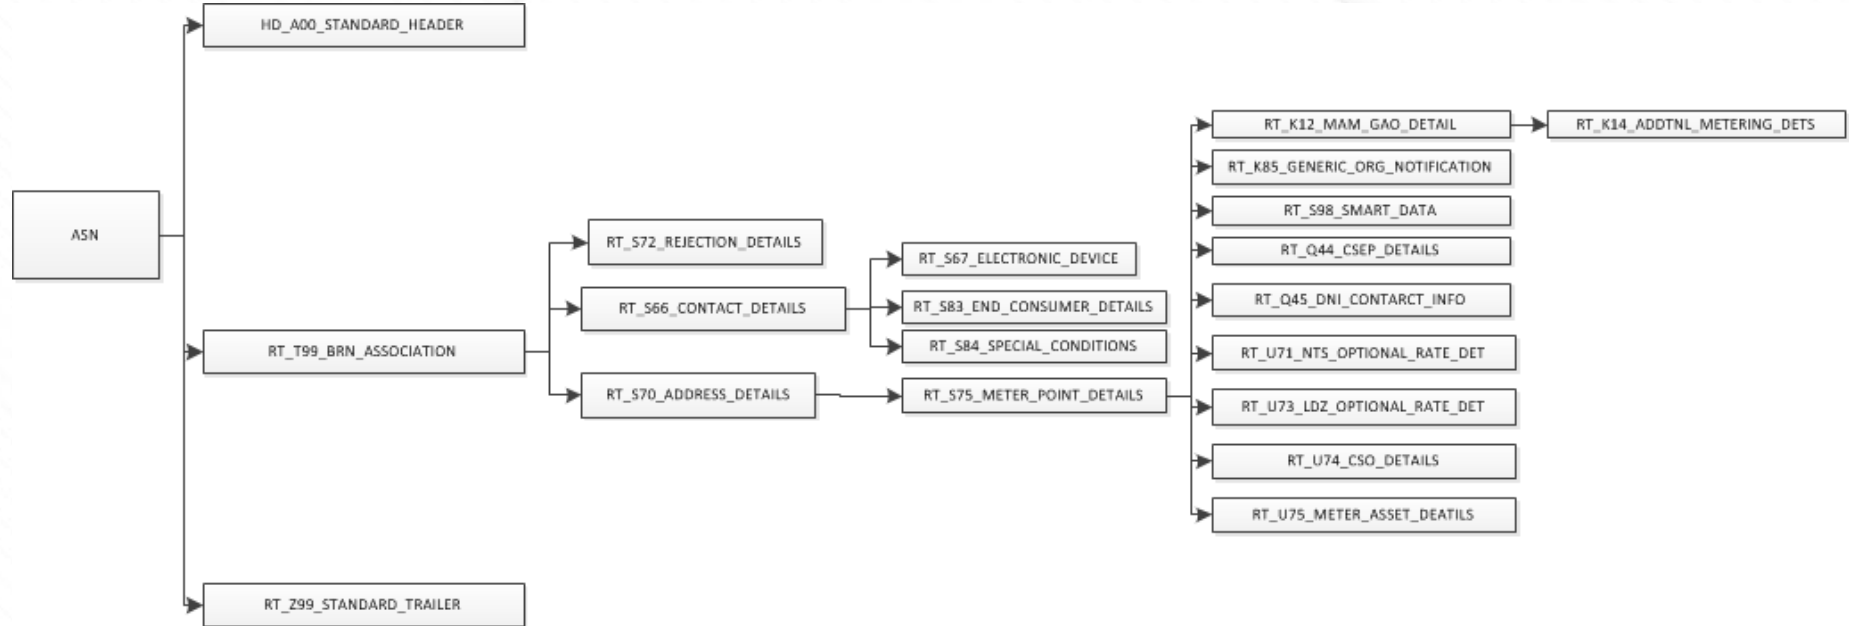 ASN
HD_A00_STANDARD_HEADER
RT_T99_BRN_ASSOCIATION
RT_Z99_STANDARD_TRAILER
RT_S72_REJECTION_DETAILS
RT_S66_CONTACT_DETAILS
RT_S70_ADDRESS_DETAILS
RT_S67_ELECTRONIC_DEVICE
RT_S83_END_CONSUMER_DETAILS
RT_S84_SPECIAL_CONDITIONS
RT_S75_METER_POINT_DETAILS
RT_K12_MAM_GAO_DETAIL
RT_K14_ADDTNL_METERING_DETS
RT_K85_GENERIC_ORG_NOTIFICATION
RT_S98_SMART_DATA
RT_Q44_CSEP_DETAILS
RT_Q45_DNI_CONTARCT_INFO
RT_U71_NTS_OPTIONAL_RATE_DET
RT_U73_LDZ_OPTIONAL_RATE_DET
RT_U74_CSO_DETAILS
RT_U75_METER_ASSET_DEATILS